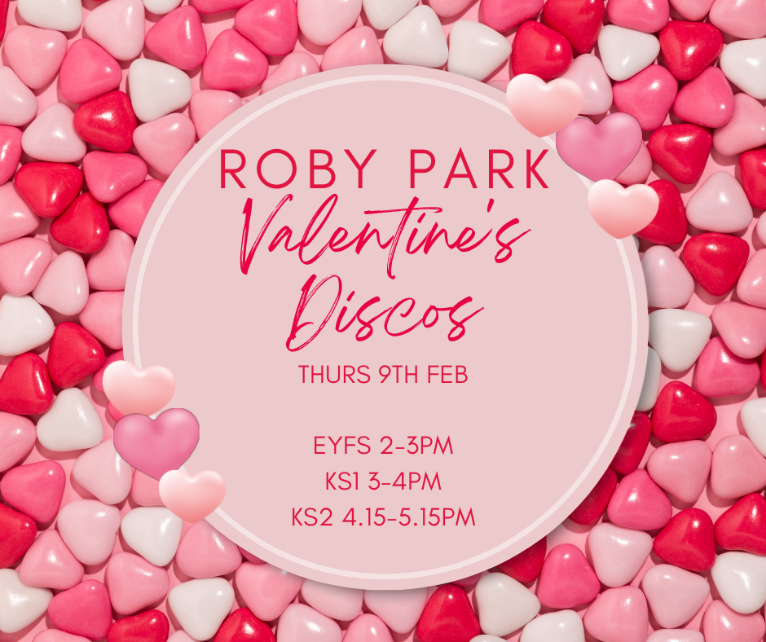 ROBY PARK
Valentine's
Discos
THURS 9TH FEB
EYFS 2-3PM
KS1 3-4PM
KS2 4.15-5.15PM